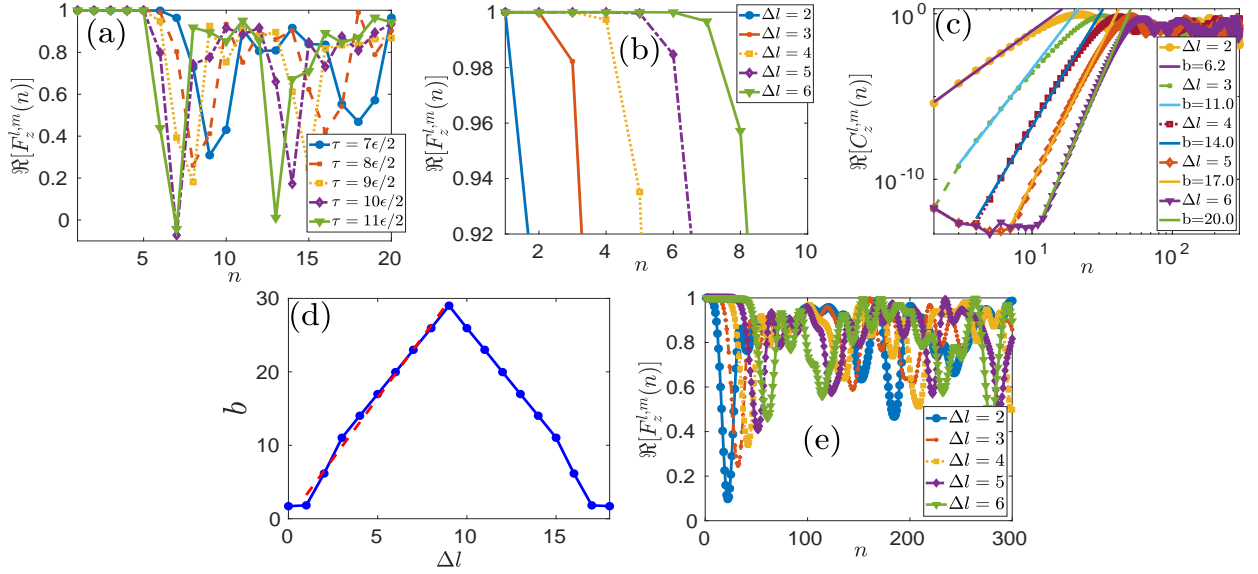 (a)
ℜ[F_z^{l,m}(n)]
1
0.8
0.6
0.4
0.2
0
5 10 15 20
n
τ = 7ϵ/2
τ = 8ϵ/2
τ = 9ϵ/2
τ = 10ϵ/2
τ = 11ϵ/2
(b)
ℜ[F_z^{l,m}(n)]
1
0.98
0.96
0.94
0.92
2 4 6 8 10
n
Δl = 2
Δl = 3
Δl = 4
Δl = 5
Δl = 6
(c)
ℜ[C_z^{l,m}(n)]
10^0
10^{-10}
10^1 10^2
n
Δl = 2
b=6.2
Δl = 3
b=11.0
Δl = 4
b=14.0
Δl = 5
b=17.0
Δl = 6
b=20.0
(d)
b
30
20
10
0
0 5 10 15
Δl
(e)
ℜ[F_z^{l,m}(n)]
1
0.8
0.6
0.4
0.2
0
0 100 200 300
n
Δl = 2
Δl = 3
Δl = 4
Δl = 5
Δl = 6